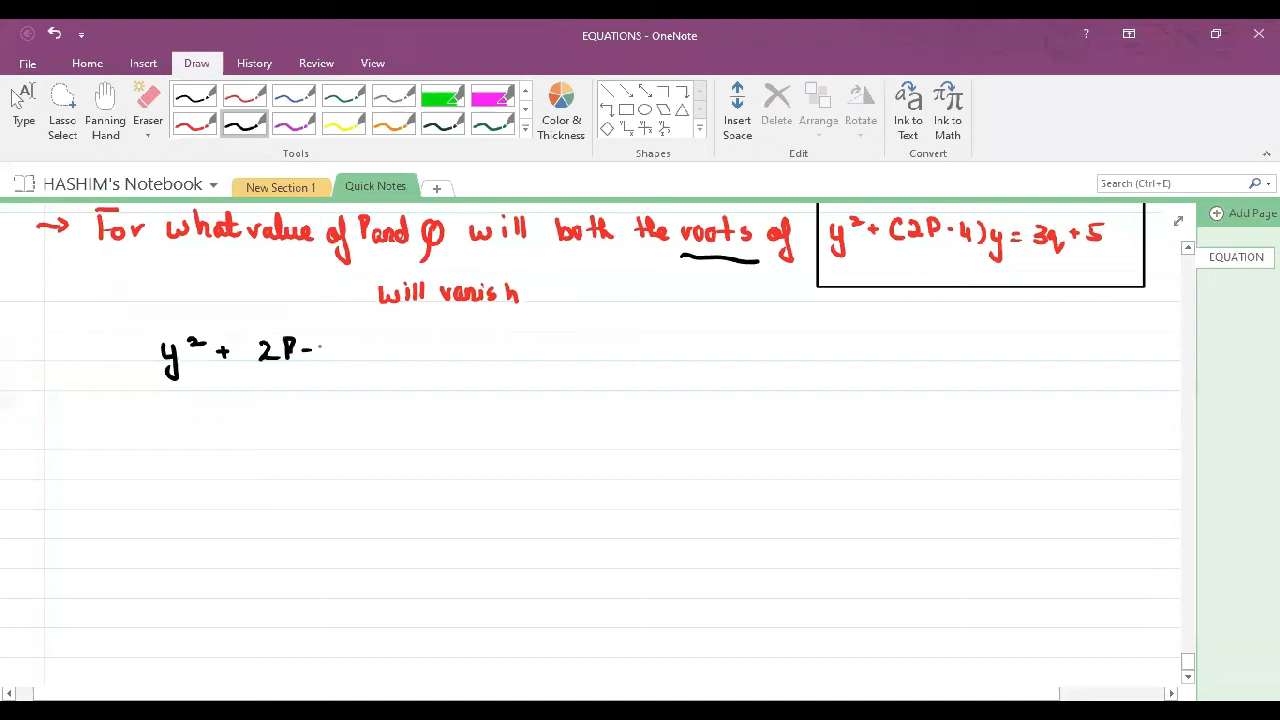 EQUATIONS - OneNote
?
File Home Insert Draw History Review View
Type
Lasso Select
Panning Hand
Eraser
Color & Thickness
Insert Space
Delete
Arrange
Rotate
Ink to Text
Ink to Math
Tools
Shapes
Edit
Convert
HASHIM's Notebook
New Section 1
Quick Notes
Search (Ctrl+E)
Add Page
EQUATION
→ For what value of P and φ will both the roots of y² + (2P - 4) y = 3q + 5
will vanish
y² + 2P -